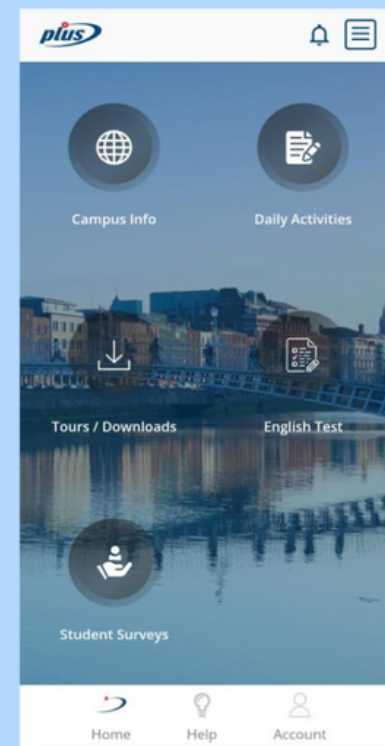 plus
Campus Info
Daily Activities
Tours / Downloads
English Test
Student Surveys
Home
Help
Account